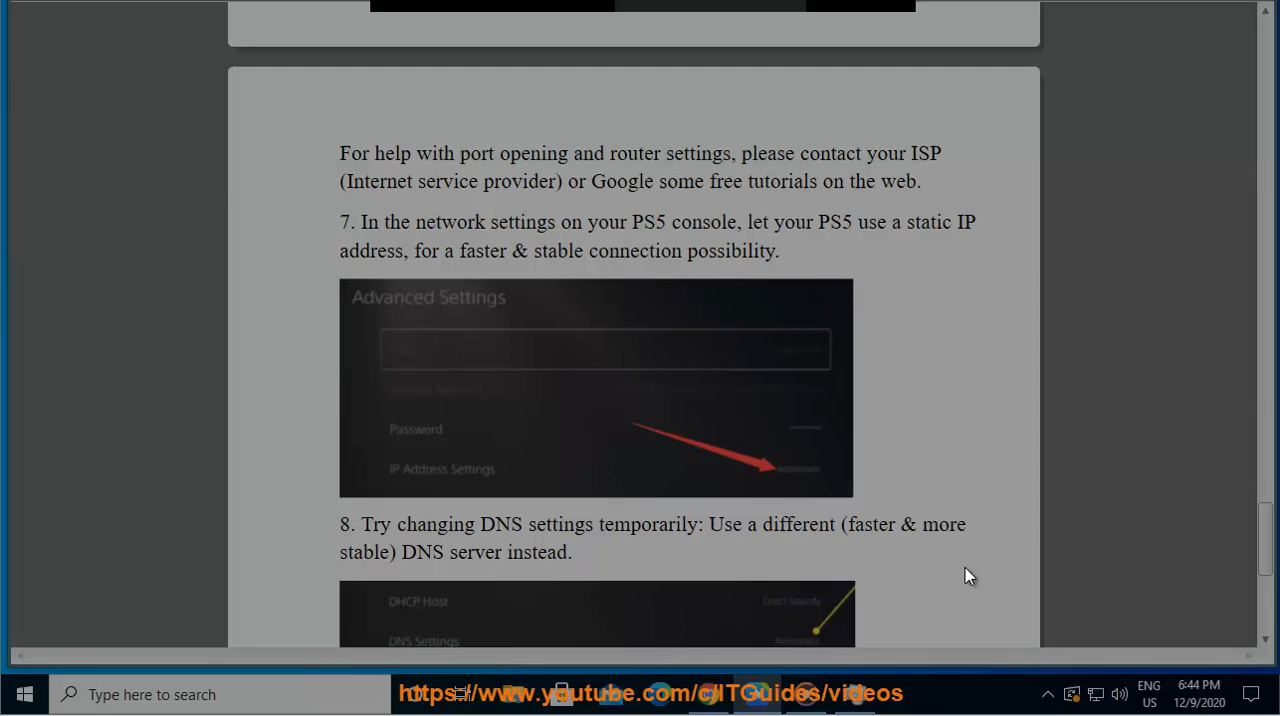 For help with port opening and router settings, please contact your ISP
(Internet service provider) or Google some free tutorials on the web.
7. In the network settings on your PS5 console, let your PS5 use a static IP
address, for a faster & stable connection possibility.
Advanced Settings
Password
IP Address Settings Automatic
8. Try changing DNS settings temporarily: Use a different (faster & more
stable) DNS server instead.
DHCP Host Don't Specify
DNS Settings Automatic
Type here to search
https://www.youtube.com/c/ITGuides/videos
ENG
US
6:44 PM
12/9/2020